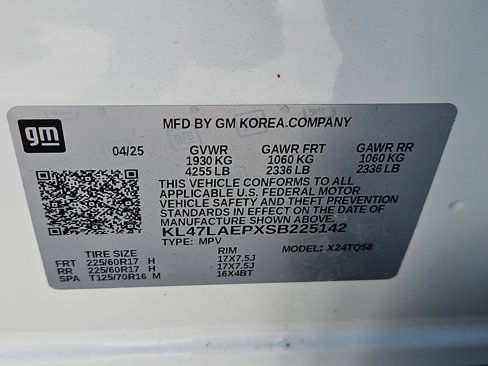 gm
MFD BY GM KOREA.COMPANY
04/25 GVWR GAWR FRT GAWR RR
1930 KG 1060 KG 1060 KG
4255 LB 2336 LB 2336 LB
THIS VEHICLE CONFORMS TO ALL
APPLICABLE U.S. FEDERAL MOTOR
VEHICLE SAFETY AND THEFT PREVENTION
STANDARDS IN EFFECT ON THE DATE OF
MANUFACTURE SHOWN ABOVE.
KL47LAEPXSB225142
TYPE: MPV MODEL: X24TQ58
TIRE SIZE RIM
FRT 225/60R17 H 17X7.5J
RR 225/60R17 H 17X7.5J
SPA T125/70R16 M 16X4BT